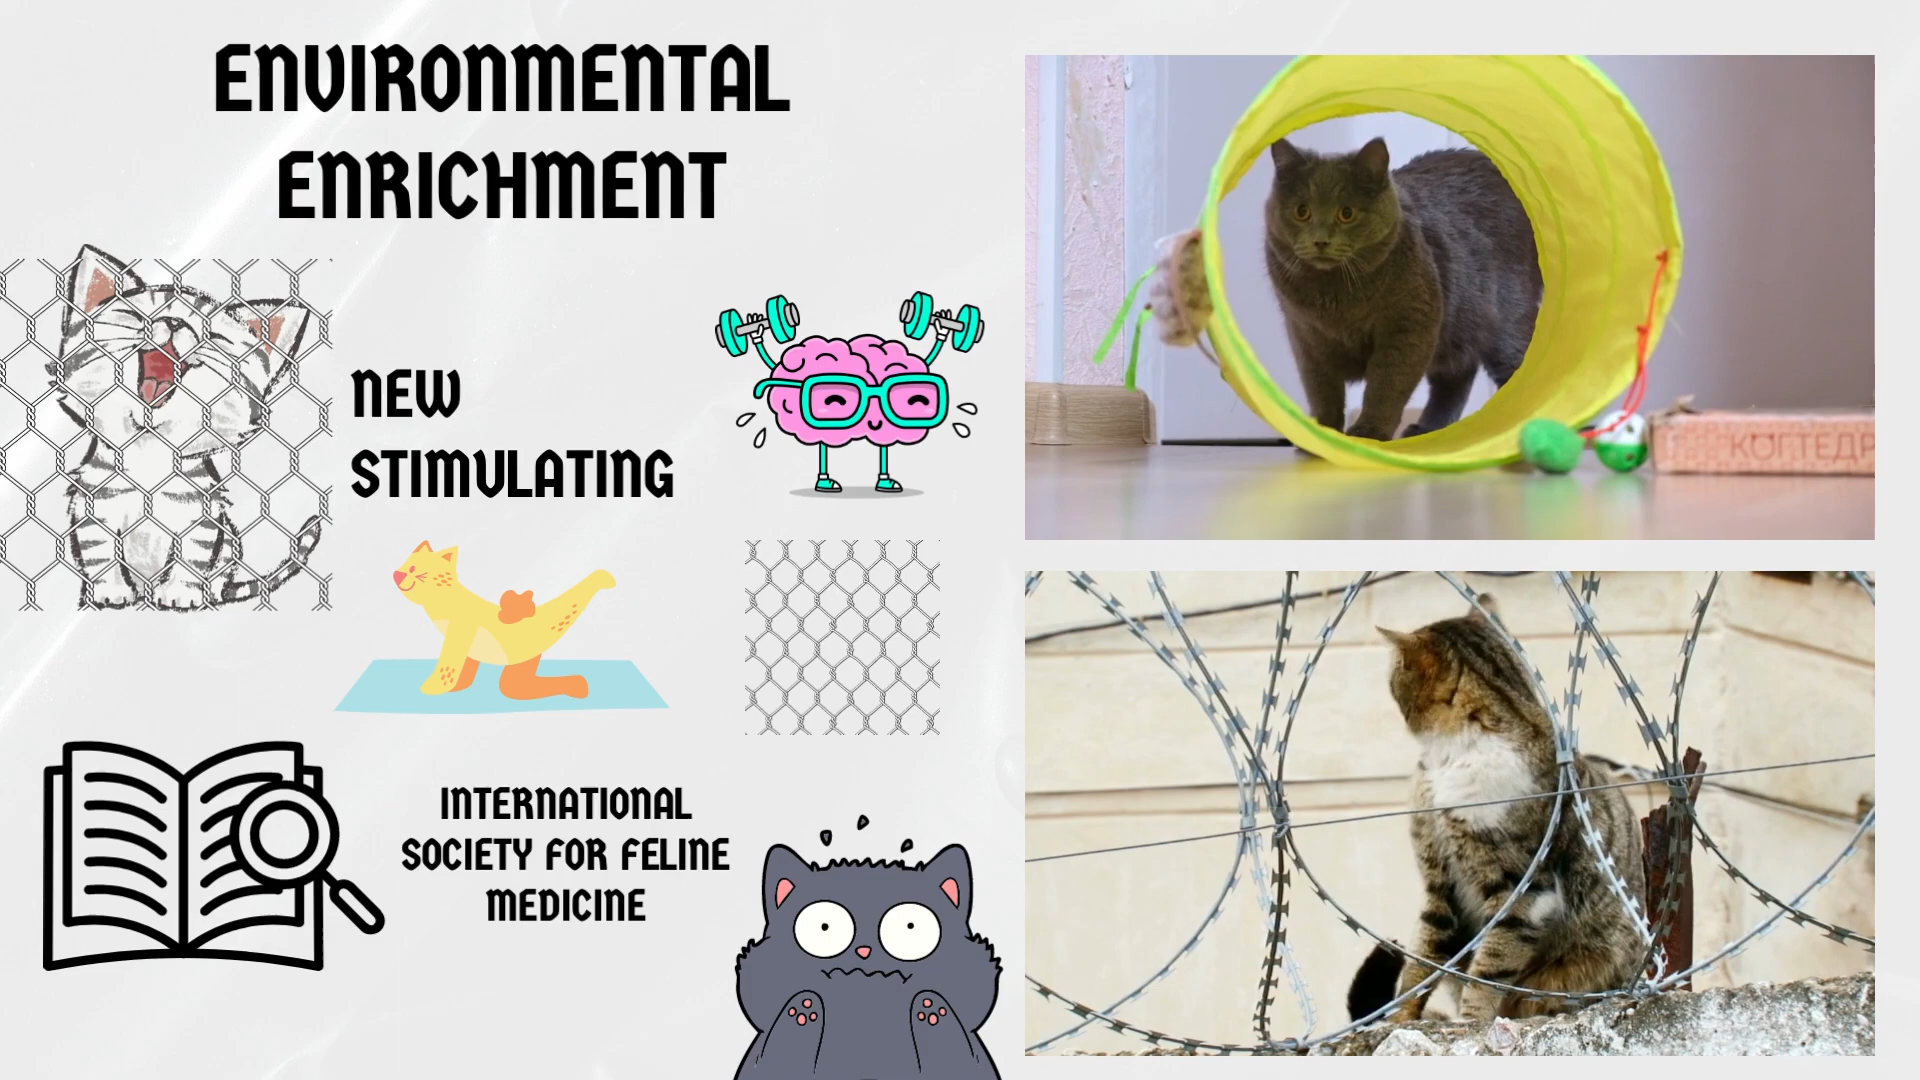 ENVIRONMENTAL
ENRICHMENT
NEW
STIMULATING
INTERNATIONAL
SOCIETY FOR FELINE
MEDICINE
КОГТЕДР